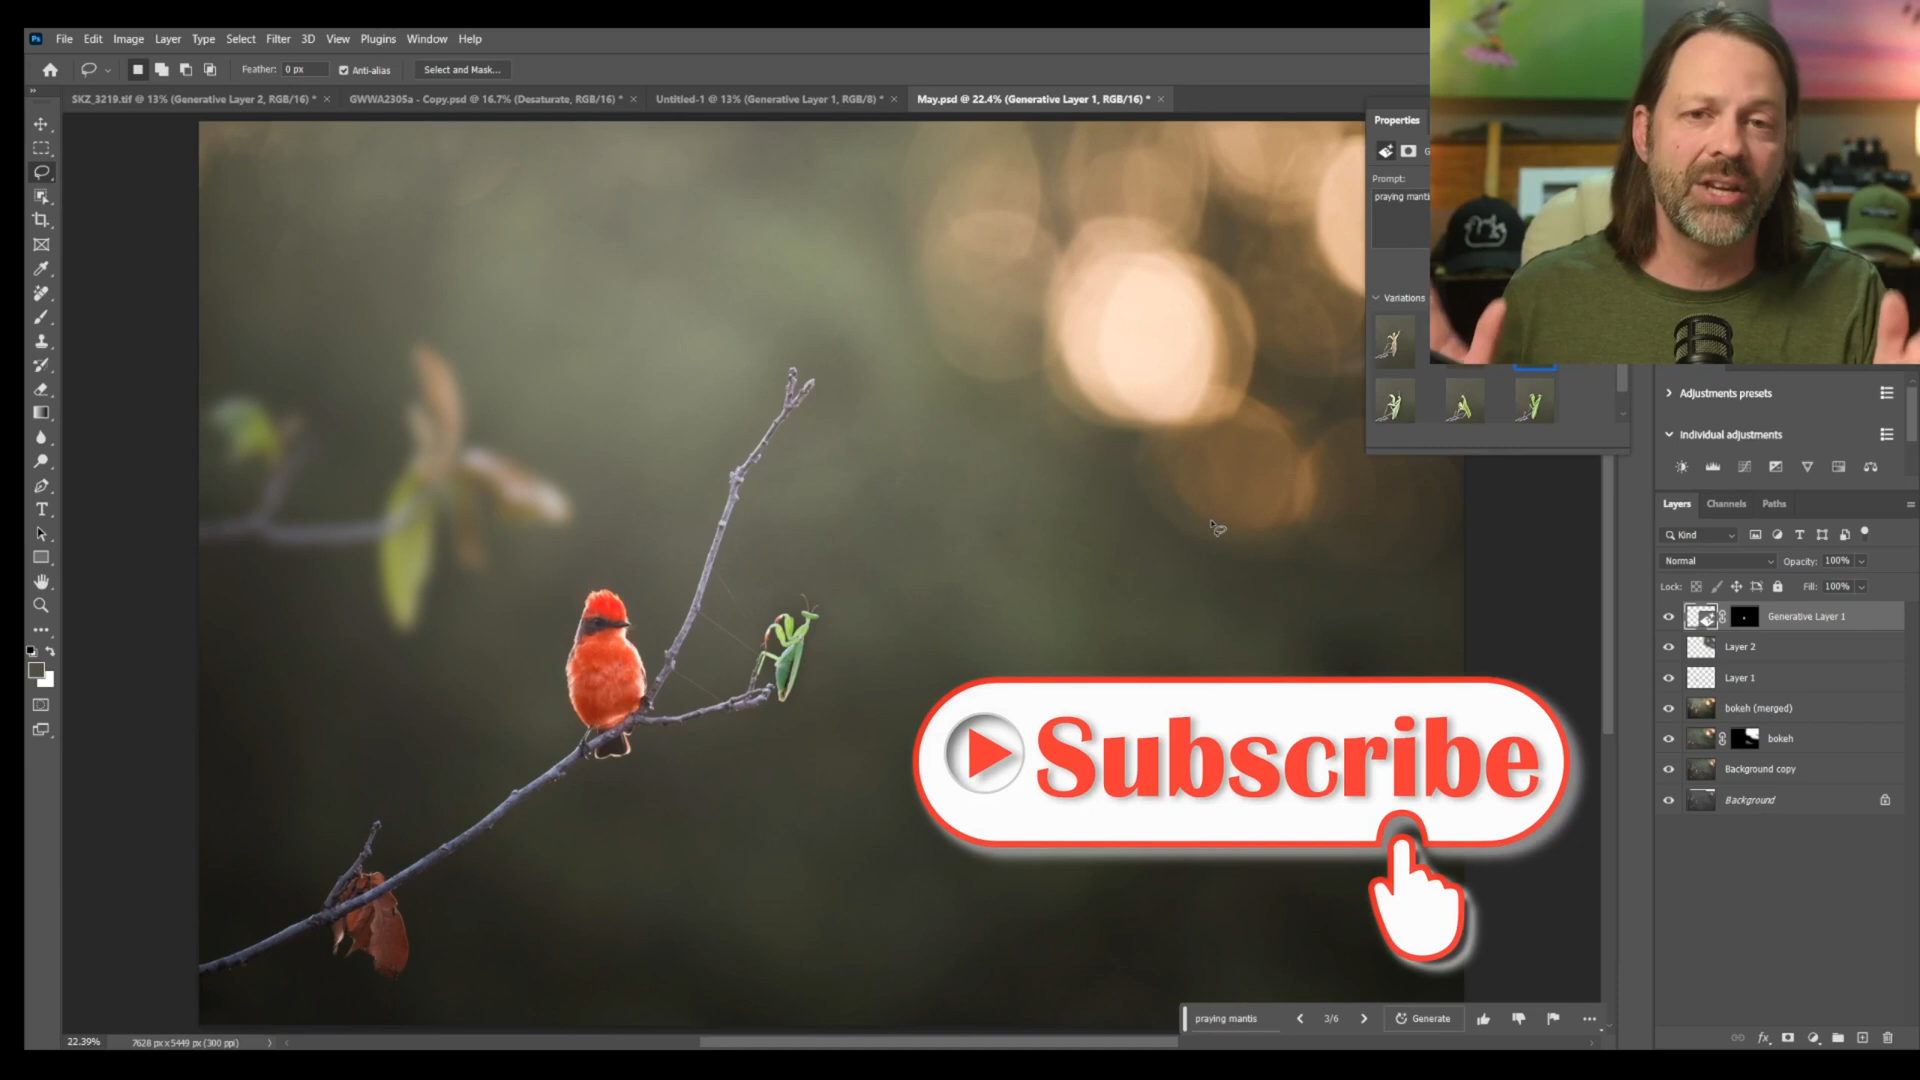 Ps File Edit Image Layer Type Select Filter 3D View Plugins Window Help
Feather: 0 px Anti-alias Select and Mask...
SKZ_3219.tif @ 13% (Generative Layer 2, RGB/16) * × GWWA2305a - Copy.psd @ 16.7% (Desaturate, RGB/16) * × Untitled-1 @ 13% (Generative Layer 1, RGB/8) * × May.psd @ 22.4% (Generative Layer 1, RGB/16) * ×
Properties
Prompt:
praying manti
Variations
Adjustments presets
Individual adjustments
Layers Channels Paths
Kind
Normal Opacity: 100%
Lock: Fill: 100%
Generative Layer 1
Layer 2
Layer 1
bokeh (merged)
bokeh
Background copy
Background
Subscribe
praying mantis 3/6 Generate
22.39% 7628 px x 5449 px (300 ppi)
fx